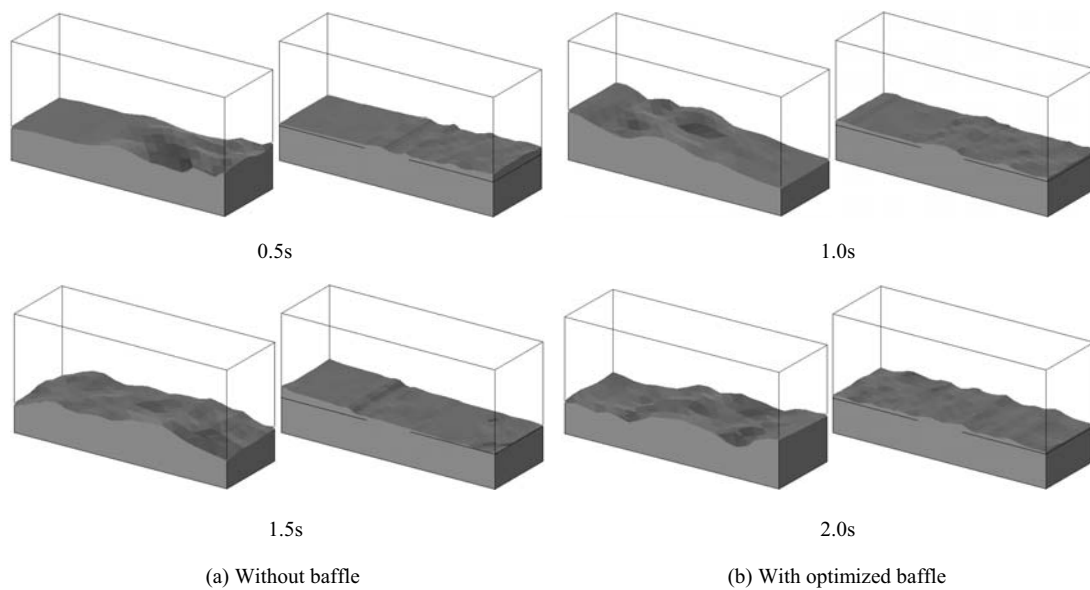 0.5s
1.0s
1.5s
2.0s
(a) Without baffle
(b) With optimized baffle